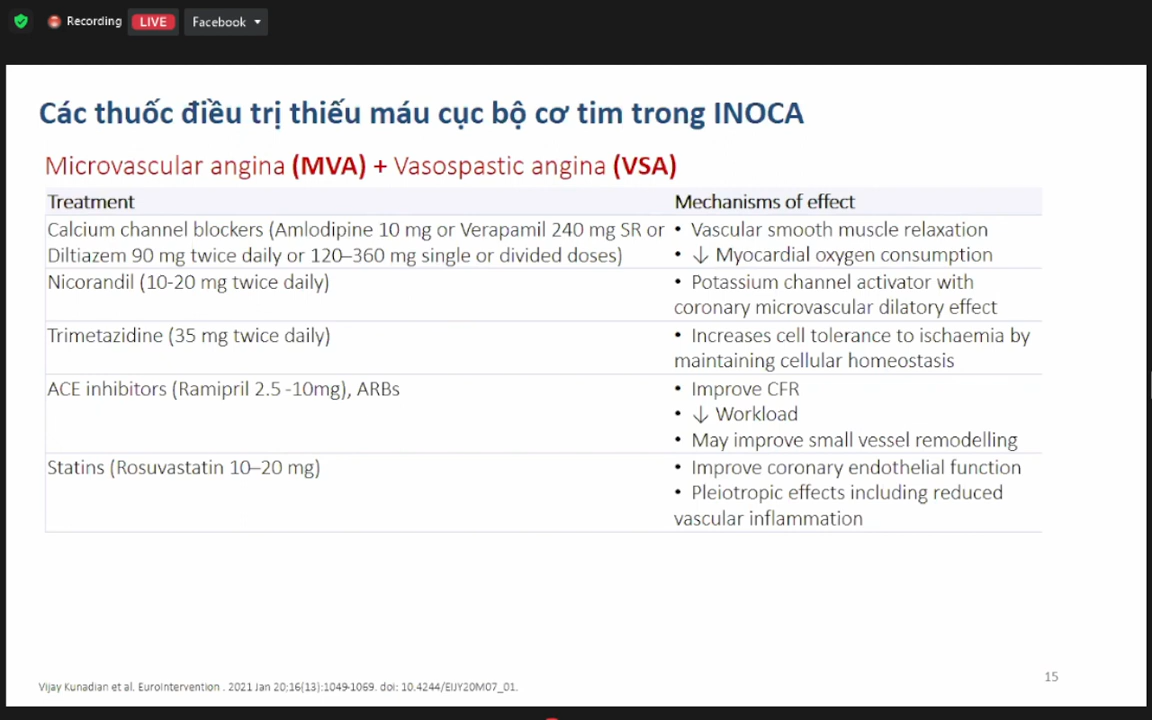 Recording LIVE Facebook
Các thuốc điều trị thiếu máu cục bộ cơ tim trong INOCA
Microvascular angina (MVA) + Vasospastic angina (VSA)
Treatment Mechanisms of effect
Calcium channel blockers (Amlodipine 10 mg or Verapamil 240 mg SR or
Diltiazem 90 mg twice daily or 120–360 mg single or divided doses)
• Vascular smooth muscle relaxation
• ↓ Myocardial oxygen consumption
Nicorandil (10-20 mg twice daily)
• Potassium channel activator with
coronary microvascular dilatory effect
Trimetazidine (35 mg twice daily)
• Increases cell tolerance to ischaemia by
maintaining cellular homeostasis
ACE inhibitors (Ramipril 2.5 -10mg), ARBs
• Improve CFR
• ↓ Workload
• May improve small vessel remodelling
Statins (Rosuvastatin 10–20 mg)
• Improve coronary endothelial function
• Pleiotropic effects including reduced
vascular inflammation
15
Vijay Kunadian et al. EuroIntervention . 2021 Jan 20;16(13):1049-1069. doi: 10.4244/EIJY20M07_01.